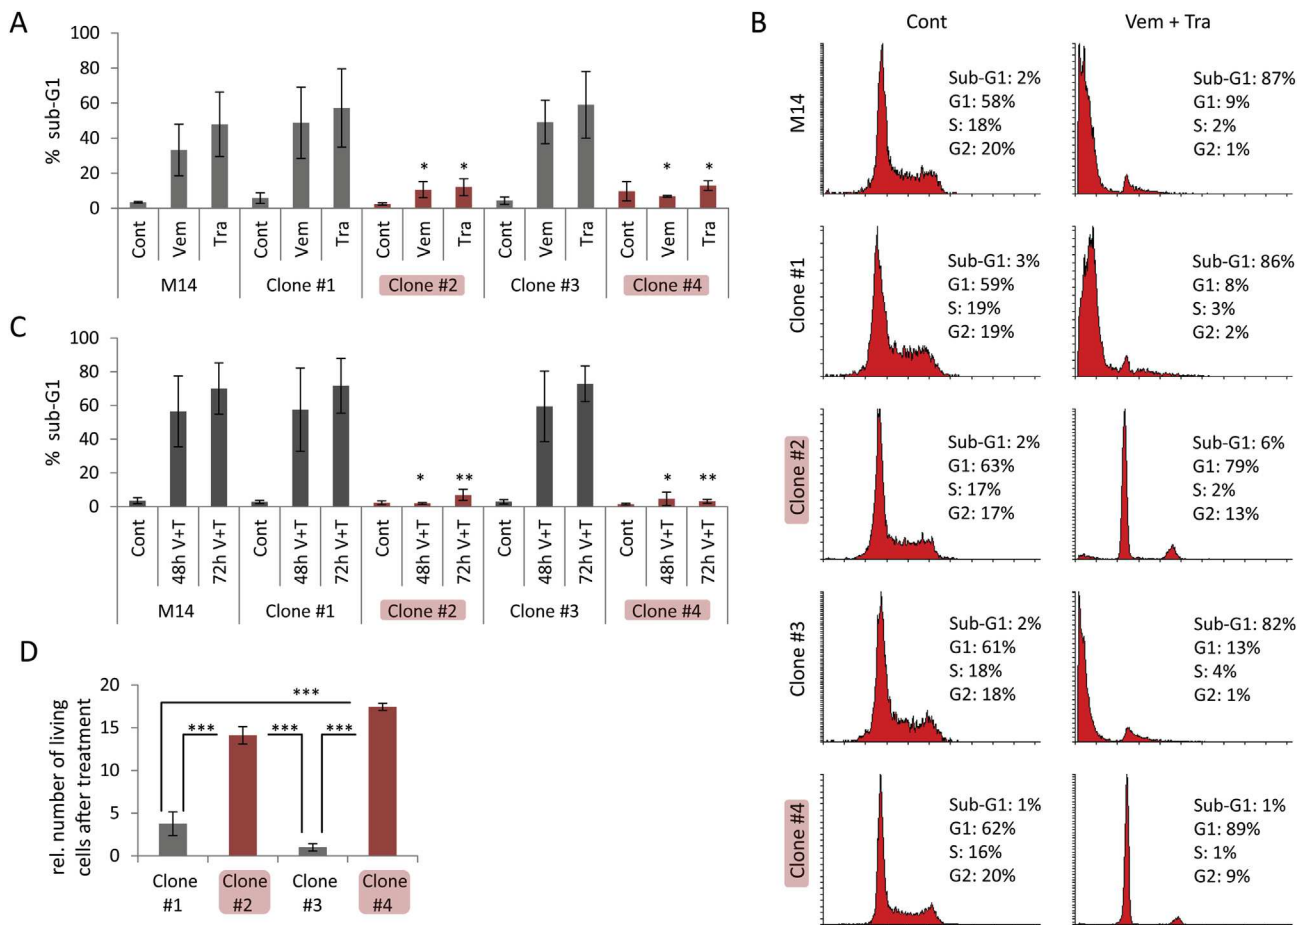 A
% sub-G1
100
80
60
40
20
0
* * * *
Cont Vem Tra Cont Vem Tra Cont Vem Tra Cont Vem Tra Cont Vem Tra
M14 Clone #1 Clone #2 Clone #3 Clone #4
C
% sub-G1
100
80
60
40
20
0
* ** * **
Cont 48h V+T 72h V+T Cont 48h V+T 72h V+T Cont 48h V+T 72h V+T Cont 48h V+T 72h V+T Cont 48h V+T 72h V+T
M14 Clone #1 Clone #2 Clone #3 Clone #4
D
rel. number of living
cells after treatment
20
15
10
5
0
***
*** *** ***
Clone Clone Clone Clone
#1 #2 #3 #4
B
Cont Vem + Tra
M14
Sub-G1: 2%
G1: 58%
S: 18%
G2: 20%
Sub-G1: 87%
G1: 9%
S: 2%
G2: 1%
Clone #1
Sub-G1: 3%
G1: 59%
S: 19%
G2: 19%
Sub-G1: 86%
G1: 8%
S: 3%
G2: 2%
Clone #2
Sub-G1: 2%
G1: 63%
S: 17%
G2: 17%
Sub-G1: 6%
G1: 79%
S: 2%
G2: 13%
Clone #3
Sub-G1: 2%
G1: 61%
S: 18%
G2: 18%
Sub-G1: 82%
G1: 13%
S: 4%
G2: 1%
Clone #4
Sub-G1: 1%
G1: 62%
S: 16%
G2: 20%
Sub-G1: 1%
G1: 89%
S: 1%
G2: 9%